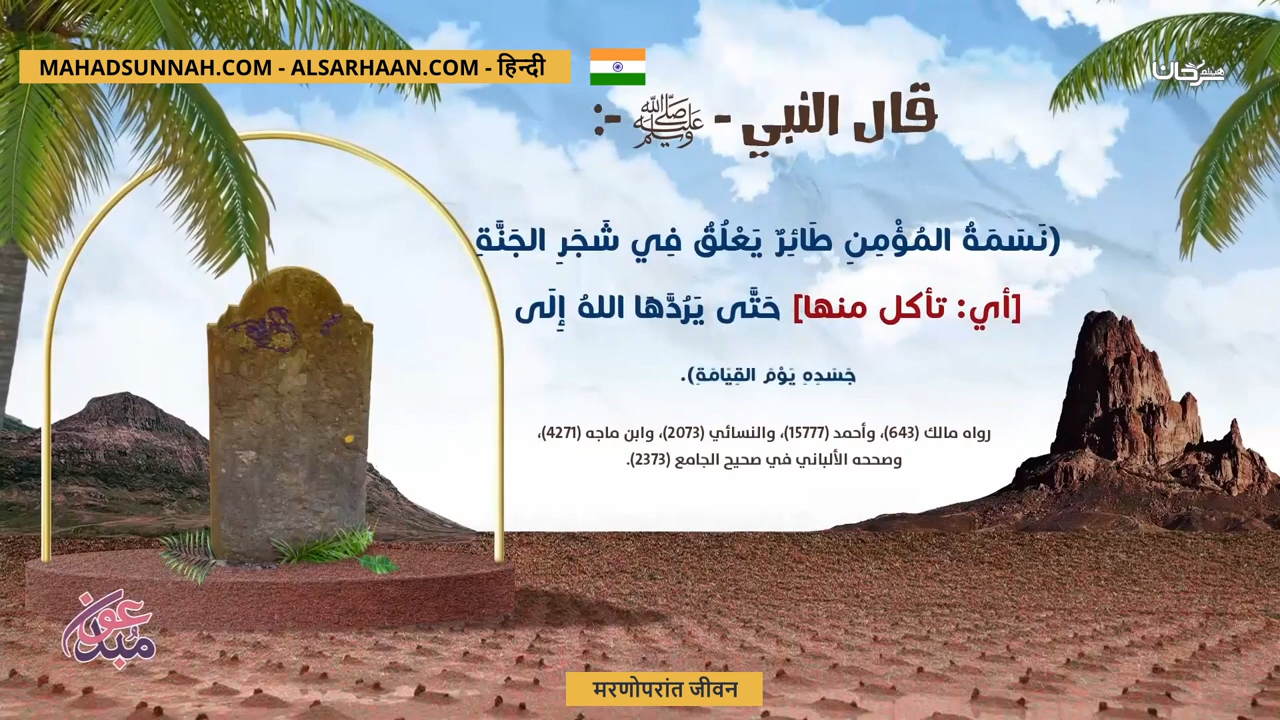 MAHADSUNNAH.COM - ALSARHAAN.COM - हिन्दी
هيثم سرحان
قال النبي - ﷺ -:
(نَسَمَةُ المُؤْمِنِ طَائِرٌ يَعْلُقُ فِي شَجَرِ الجَنَّةِ
[أي: تأكل منها] حَتَّى يَرُدَّهَا اللهُ إِلَى
جَسَدِهِ يَوْمَ القِيَامَةِ).
رواه مالك (643)، وأحمد (15777)، والنسائي (2073)، وابن ماجه (4271)،
وصححه الألباني في صحيح الجامع (2373).
मरणोपरांत जीवन